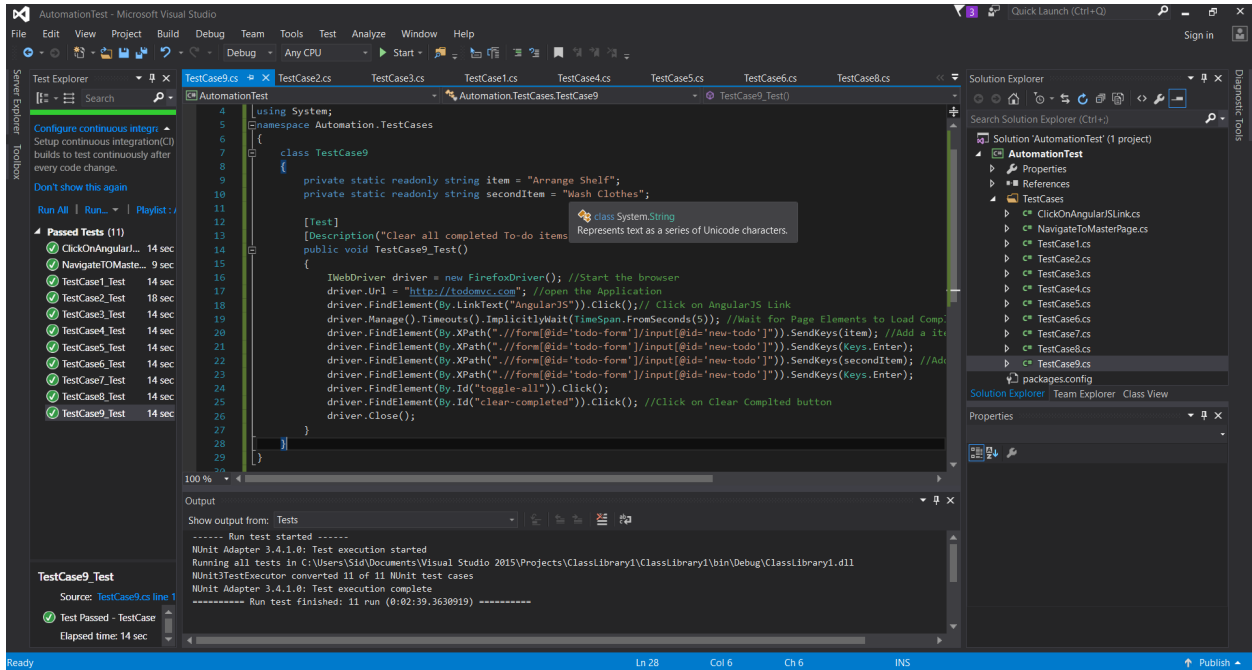 AutomationTest - Microsoft Visual Studio
3
Quick Launch (Ctrl+Q)
File Edit View Project Build Debug Team Tools Test Analyze Window Help
Sign in
Debug Any CPU Start
Server Explorer
Toolbox
Test Explorer
Search
Configure continuous integr
Setup continuous integration(CI)
builds to test continuously after
every code change.
Don't show this again
Run All | Run... | Playlist :
Passed Tests (11)
ClickOnAngularJ... 14 sec
NavigateTOMaste... 9 sec
TestCase1_Test 14 sec
TestCase2_Test 18 sec
TestCase3_Test 14 sec
TestCase4_Test 14 sec
TestCase5_Test 14 sec
TestCase6_Test 14 sec
TestCase7_Test 14 sec
TestCase8_Test 14 sec
TestCase9_Test 14 sec
TestCase9_Test
Source: TestCase9.cs line 1
Test Passed - TestCase
Elapsed time: 14 sec
TestCase9.cs TestCase2.cs TestCase3.cs TestCase1.cs TestCase4.cs TestCase5.cs TestCase6.cs TestCase8.cs
AutomationTest Automation.TestCases.TestCase9 TestCase9_Test()
4 using System;
5 namespace Automation.TestCases
6 {
7 class TestCase9
8 {
9 private static readonly string item = "Arrange Shelf";
10 private static readonly string secondItem = "Wash Clothes";
11
12 [Test]
13 [Description("Clear all completed To-do items
14 public void TestCase9_Test()
15 {
16 IWebDriver driver = new FirefoxDriver(); //Start the browser
17 driver.Url = "http://todomvc.com"; //open the Application
18 driver.FindElement(By.LinkText("AngularJS")).Click();// Click on AngularJS Link
19 driver.Manage().Timeouts().ImplicitlyWait(TimeSpan.FromSeconds(5)); //Wait for Page Elements to Load Compl
20 driver.FindElement(By.XPath(".//form[@id='todo-form']/input[@id='new-todo']")).SendKeys(item); //Add a ite
21 driver.FindElement(By.XPath(".//form[@id='todo-form']/input[@id='new-todo']")).SendKeys(Keys.Enter);
22 driver.FindElement(By.XPath(".//form[@id='todo-form']/input[@id='new-todo']")).SendKeys(secondItem); //Add
23 driver.FindElement(By.XPath(".//form[@id='todo-form']/input[@id='new-todo']")).SendKeys(Keys.Enter);
24 driver.FindElement(By.Id("toggle-all")).Click();
25 driver.FindElement(By.Id("clear-completed")).Click(); //Click on Clear Complted button
26 driver.Close();
27 }
28 }
29 }
class System.String
Represents text as a series of Unicode characters.
100 %
Output
Show output from: Tests
------ Run test started ------
NUnit Adapter 3.4.1.0: Test execution started
Running all tests in C:\Users\Sid\Documents\Visual Studio 2015\Projects\ClassLibrary1\ClassLibrary1\bin\Debug\ClassLibrary1.dll
NUnit3TestExecutor converted 11 of 11 NUnit test cases
NUnit Adapter 3.4.1.0: Test execution complete
========== Run test finished: 11 run (0:02:39.3630919) ==========
Solution Explorer
Search Solution Explorer (Ctrl+;)
Solution 'AutomationTest' (1 project)
AutomationTest
Properties
References
TestCases
ClickOnAngularJSLink.cs
NavigateToMasterPage.cs
TestCase1.cs
TestCase2.cs
TestCase3.cs
TestCase4.cs
TestCase5.cs
TestCase6.cs
TestCase7.cs
TestCase8.cs
TestCase9.cs
packages.config
Solution Explorer Team Explorer Class View
Properties
Diagnostic Tools
Ready Ln 28 Col 6 Ch 6 INS Publish